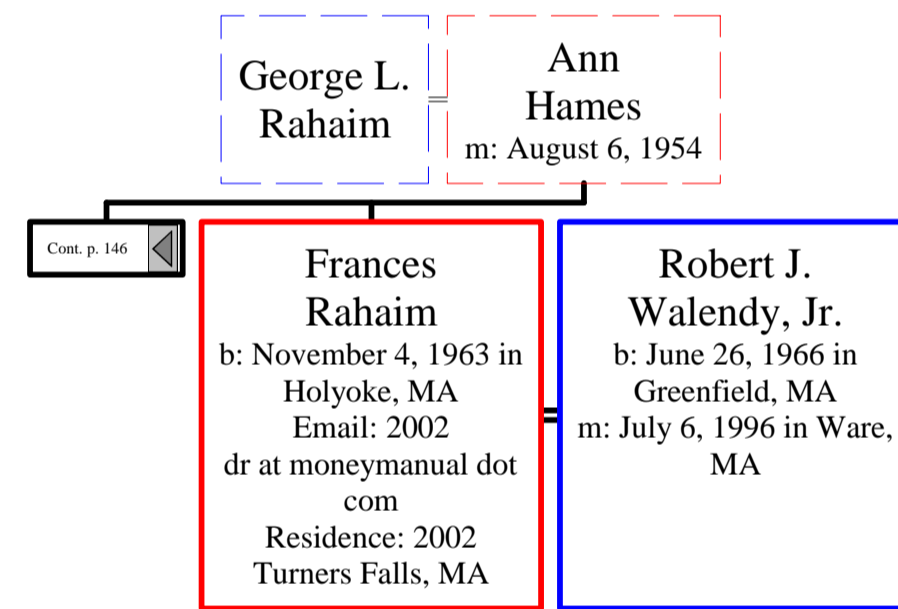 George L.
Rahaim
Ann
Hames
m: August 6, 1954
Cont. p. 146
Frances
Rahaim
b: November 4, 1963 in
Holyoke, MA
Email: 2002
dr at moneymanual dot
com
Residence: 2002
Turners Falls, MA
Robert J.
Walendy, Jr.
b: June 26, 1966 in
Greenfield, MA
m: July 6, 1996 in Ware,
MA